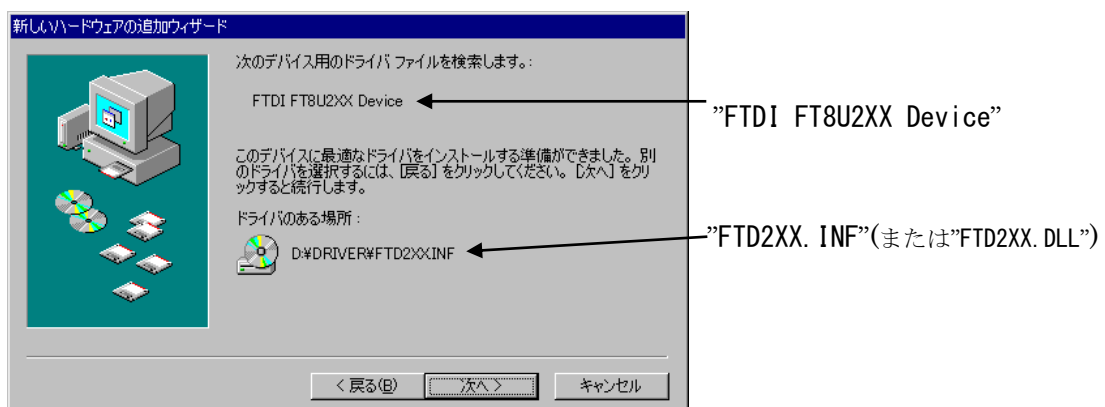 新しいハードウェアの追加ウィザード
次のデバイス用のドライバ ファイルを検索します。:
FTDI FT8U2XX Device
”FTDI FT8U2XX Device”
このデバイスに最適なドライバをインストールする準備ができました。別
のドライバを選択するには、[戻る] をクリックしてください。[次へ] をクリ
ックすると続行します。
ドライバのある場所:
D:¥DRIVER¥FTD2XX.INF
”FTD2XX.INF”(または”FTD2XX.DLL”)
< 戻る(B)
次へ >
キャンセル